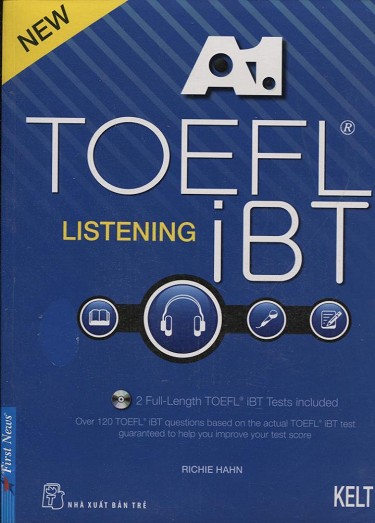 NEW
A1.
TOEFL®
LISTENING
iBT
2 Full-Length TOEFL® iBT Tests included
Over 120 TOEFL® iBT questions based on the actual TOEFL® iBT test
guaranteed to help you improve your test score
RICHIE HAHN
First News
NHÀ XUẤT BẢN TRẺ
KELT